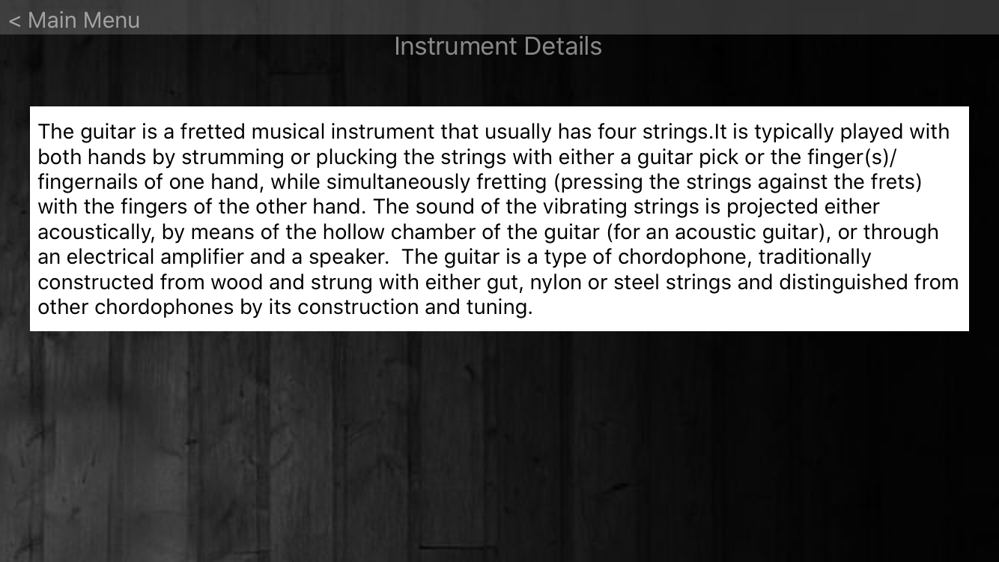 < Main Menu
Instrument Details
The guitar is a fretted musical instrument that usually has four strings.It is typically played with
both hands by strumming or plucking the strings with either a guitar pick or the finger(s)/
fingernails of one hand, while simultaneously fretting (pressing the strings against the frets)
with the fingers of the other hand. The sound of the vibrating strings is projected either
acoustically, by means of the hollow chamber of the guitar (for an acoustic guitar), or through
an electrical amplifier and a speaker.  The guitar is a type of chordophone, traditionally
constructed from wood and strung with either gut, nylon or steel strings and distinguished from
other chordophones by its construction and tuning.